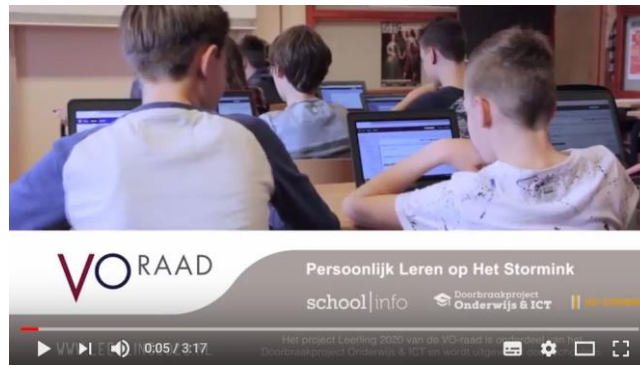 VO RAAD
Persoonlijk Leren op Het Stormink
school|info
Doorbraakproject
Onderwijs & ICT
0:05 / 3:17
Het project Leerling 2020 van de VO-raad is onderdeel van het
Doorbraakproject Onderwijs & ICT en wordt uitgevoerd door